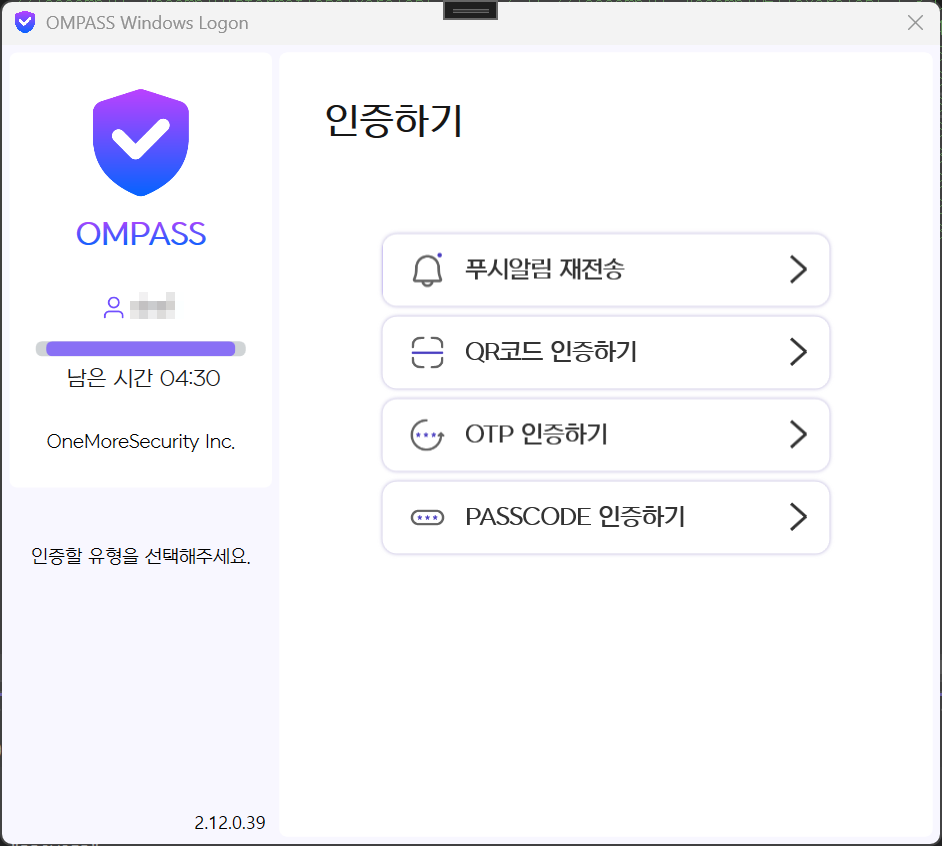 OMPASS Windows Logon
OMPASS
남은 시간 04:30
OneMoreSecurity Inc.
인증할 유형을 선택해주세요.
2.12.0.39
인증하기
푸시알림 재전송
QR코드 인증하기
OTP 인증하기
PASSCODE 인증하기